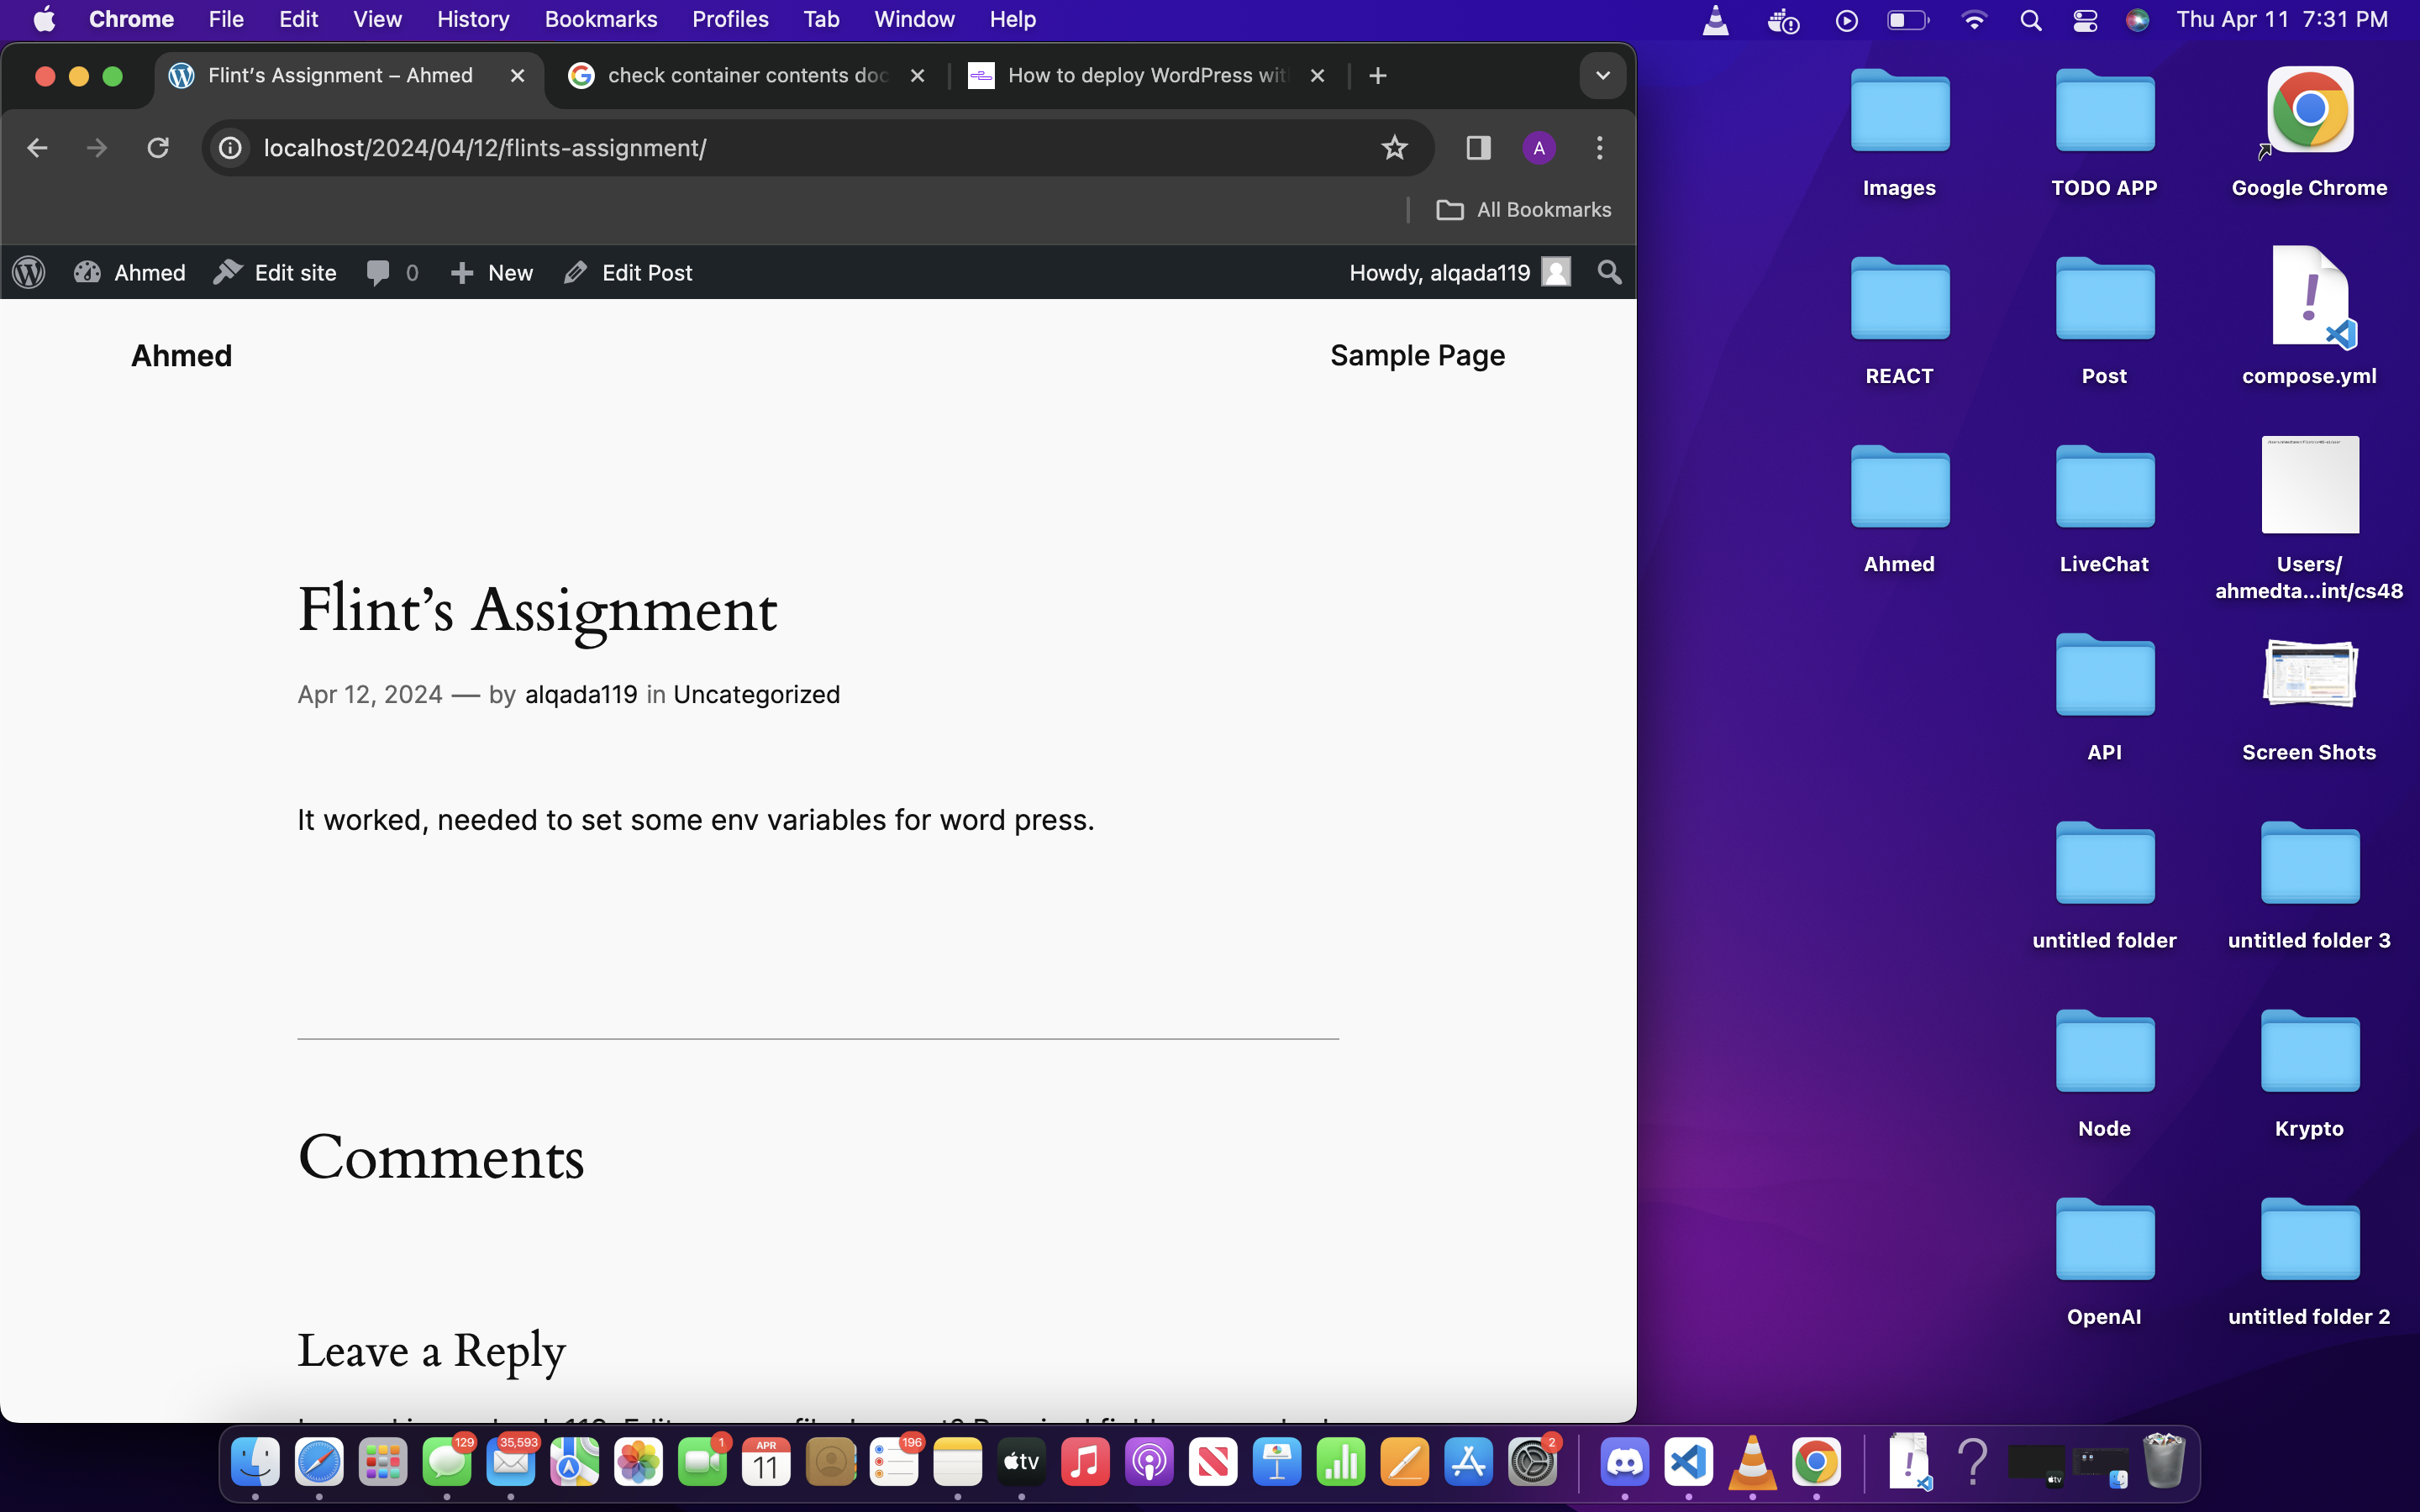 Chrome File Edit View History Bookmarks Profiles Tab Window Help Thu Apr 11 7:31 PM
Flint’s Assignment – Ahmed check container contents doc How to deploy WordPress wit
localhost/2024/04/12/flints-assignment/ A
All Bookmarks
Ahmed Edit site 0 New Edit Post Howdy, alqada119
Ahmed Sample Page
Flint’s Assignment
Apr 12, 2024 — by alqada119 in Uncategorized
It worked, needed to set some env variables for word press.
Comments
Leave a Reply
Images TODO APP Google Chrome
REACT Post compose.yml
Ahmed LiveChat Users/
ahmedta...int/cs48
API Screen Shots
untitled folder untitled folder 3
Node Krypto
OpenAI untitled folder 2
129 35,593 1 APR 11 196 tv 2